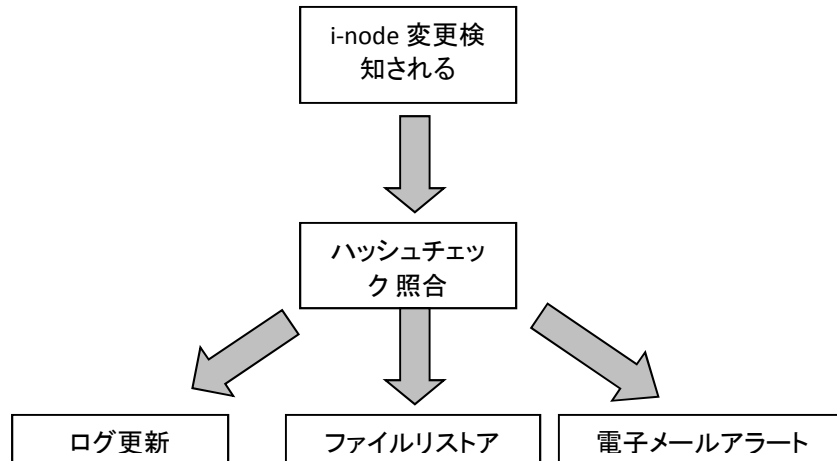 i-node 変更検
知される
ハッシュチェッ
ク 照合
ログ更新
ファイルリストア
電子メールアラート